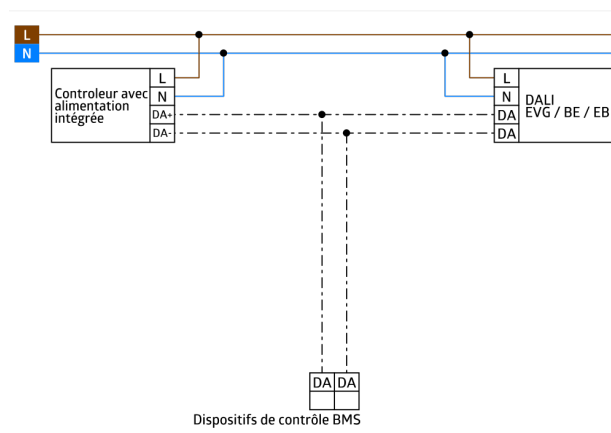 L
N
Controleur avec
alimentation
intégrée
L
N
DA+
DA-
L
N
DA
DA
DALI
EVG / BE / EB
DA DA
Dispositifs de contrôle BMS